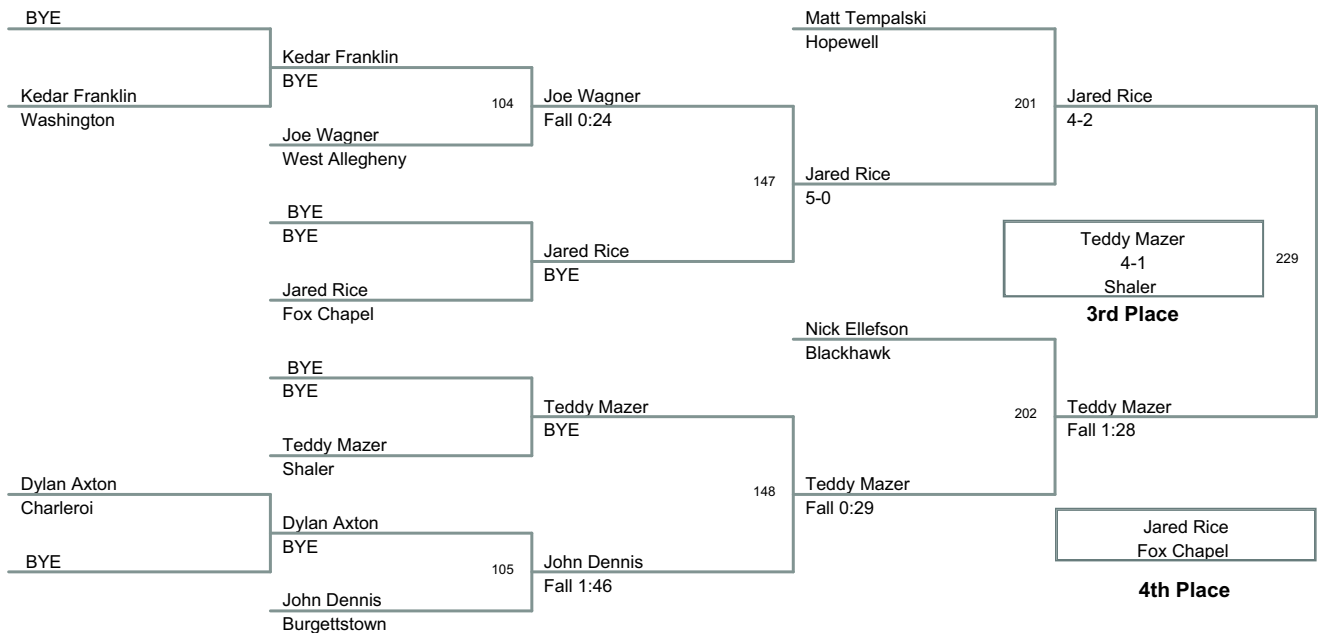 BYE
Kedar Franklin
Washington
Kedar Franklin
BYE
Joe Wagner
West Allegheny
104
Joe Wagner
Fall 0:24
BYE
BYE
Jared Rice
Fox Chapel
Jared Rice
BYE
147
Jared Rice
5-0
Matt Tempalski
Hopewell
201
Jared Rice
4-2
Teddy Mazer
4-1
Shaler
3rd Place
229
BYE
BYE
Teddy Mazer
Shaler
Teddy Mazer
BYE
Dylan Axton
Charleroi
BYE
Dylan Axton
BYE
John Dennis
Burgettstown
105
John Dennis
Fall 1:46
148
Teddy Mazer
Fall 0:29
Nick Ellefson
Blackhawk
202
Teddy Mazer
Fall 1:28
Jared Rice
Fox Chapel
4th Place